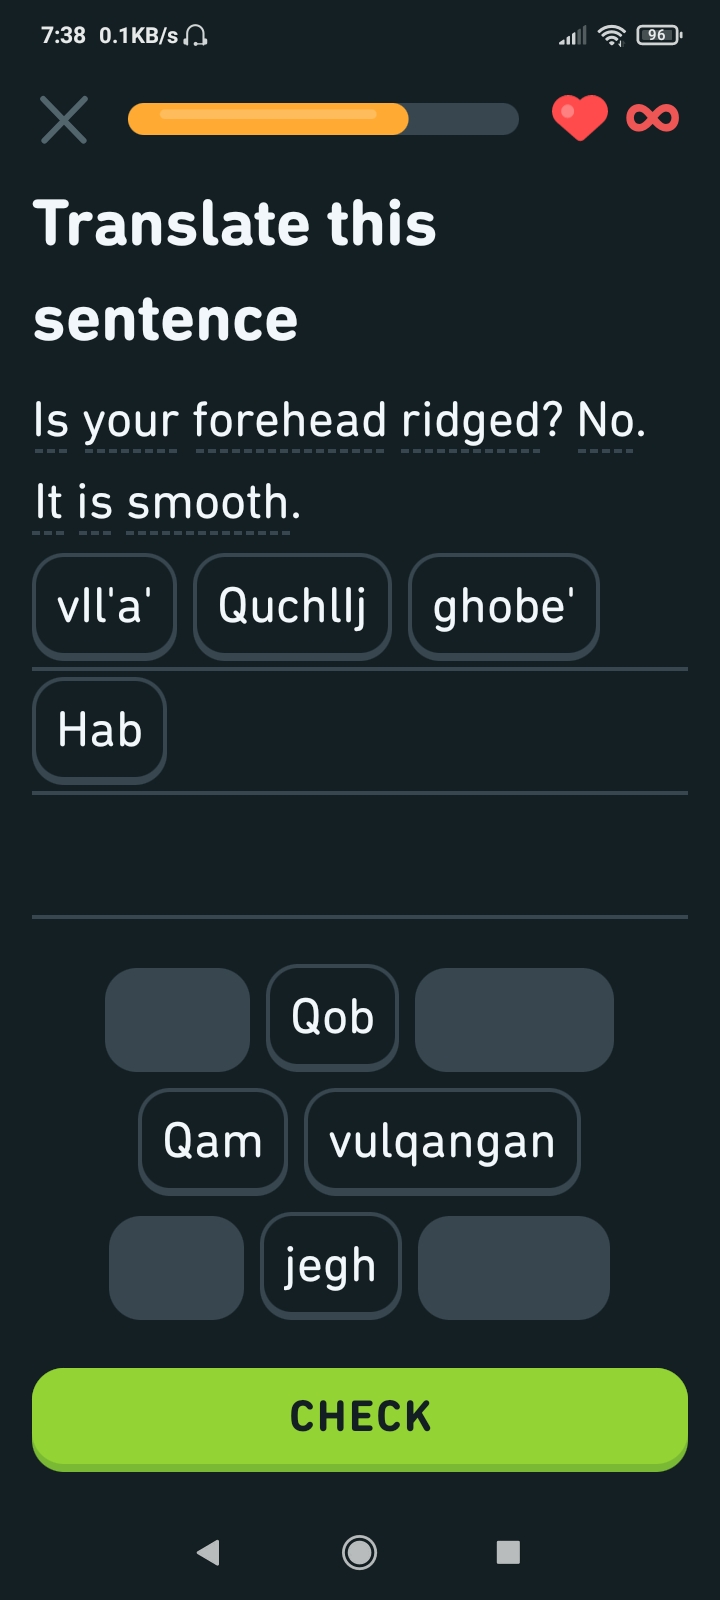 7:38 0.1KB/s 96
Translate this
sentence
Is your forehead ridged? No.
It is smooth.
vIl'a' QuchlIj ghobe'
Hab
Qob
Qam vulqangan
jegh
CHECK